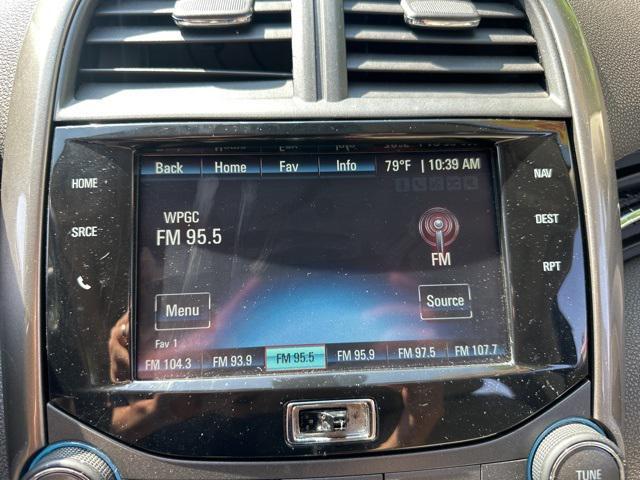 Back Home Fav Info 79°F | 10:39 AM
HOME
NAV
WPGC
FM 95.5
SRCE
DEST
FM
RPT
Menu
Source
Fav 1
FM 104.3 FM 93.9 FM 95.5 FM 95.9 FM 97.5 FM 107.7
TUNE